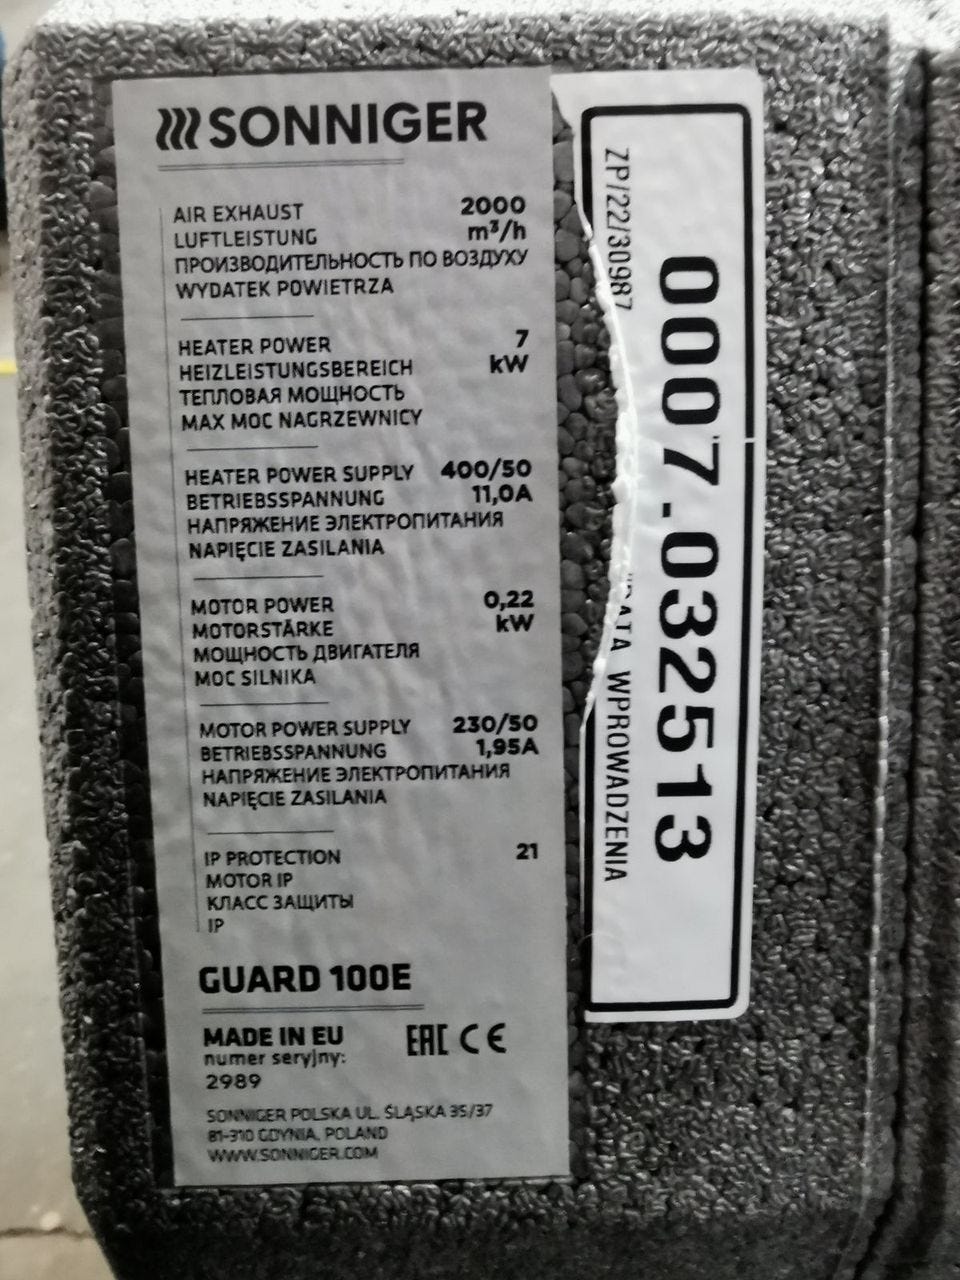 SONNIGER
AIR EXHAUST 2000
LUFTLEISTUNG m³/h
ПРОИЗВОДИТЕЛЬНОСТЬ ПО ВОЗДУХУ
WYDATEK POWIETRZA
HEATER POWER 7
HEIZLEISTUNGSBEREICH kW
ТЕПЛОВАЯ МОЩНОСТЬ
MAX MOC NAGRZEWNICY
HEATER POWER SUPPLY 400/50
BETRIEBSSPANNUNG 11,0A
НАПРЯЖЕНИЕ ЭЛЕКТРОПИТАНИЯ
NAPIĘCIE ZASILANIA
MOTOR POWER 0,22
MOTORSTÄRKE kW
МОЩНОСТЬ ДВИГАТЕЛЯ
MOC SILNIKA
MOTOR POWER SUPPLY 230/50
BETRIEBSSPANNUNG 1,95A
НАПРЯЖЕНИЕ ЭЛЕКТРОПИТАНИЯ
NAPIĘCIE ZASILANIA
IP PROTECTION 21
MOTOR IP
КЛАСС ЗАЩИТЫ
IP
GUARD 100E
MADE IN EU EAC CE
numer seryjny:
2989
SONNIGER POLSKA UL. ŚLĄSKA 35/37
81-310 GDYNIA, POLAND
WWW.SONNIGER.COM
0007.032513
ZP/22/30987
WPROWADZENIA